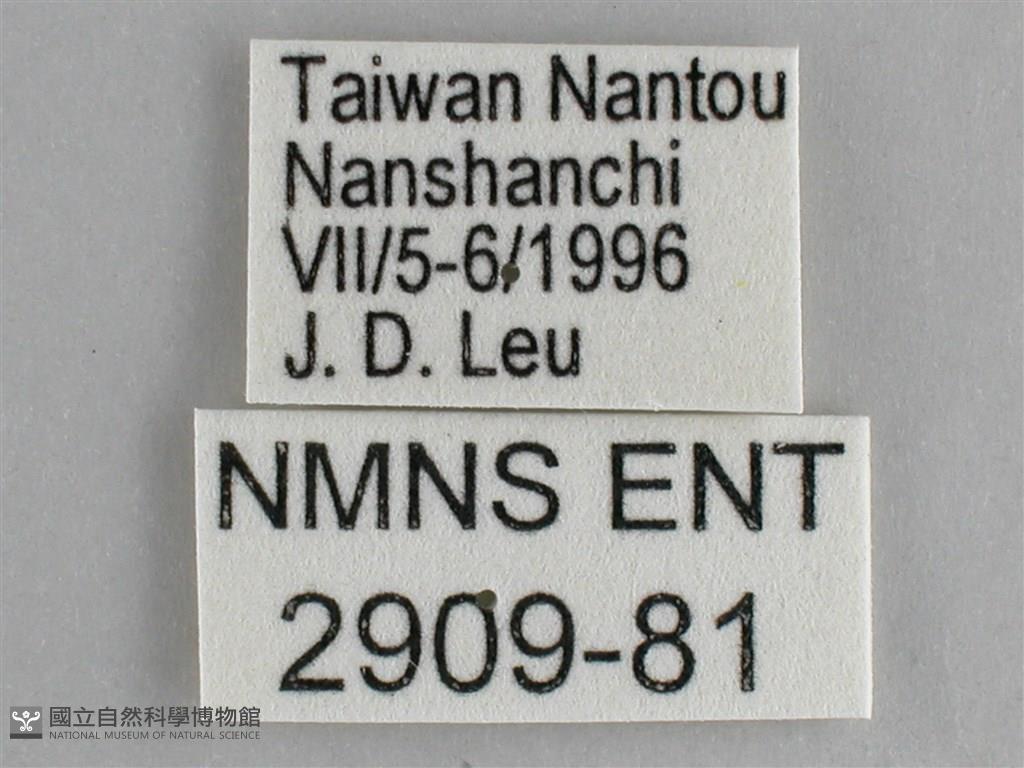 Taiwan Nantou
Nanshanchi
VII/5-6/1996
J. D. Leu
NMNS ENT
2909-81
國立自然科學博物館
NATIONAL MUSEUM OF NATURAL SCIENCE